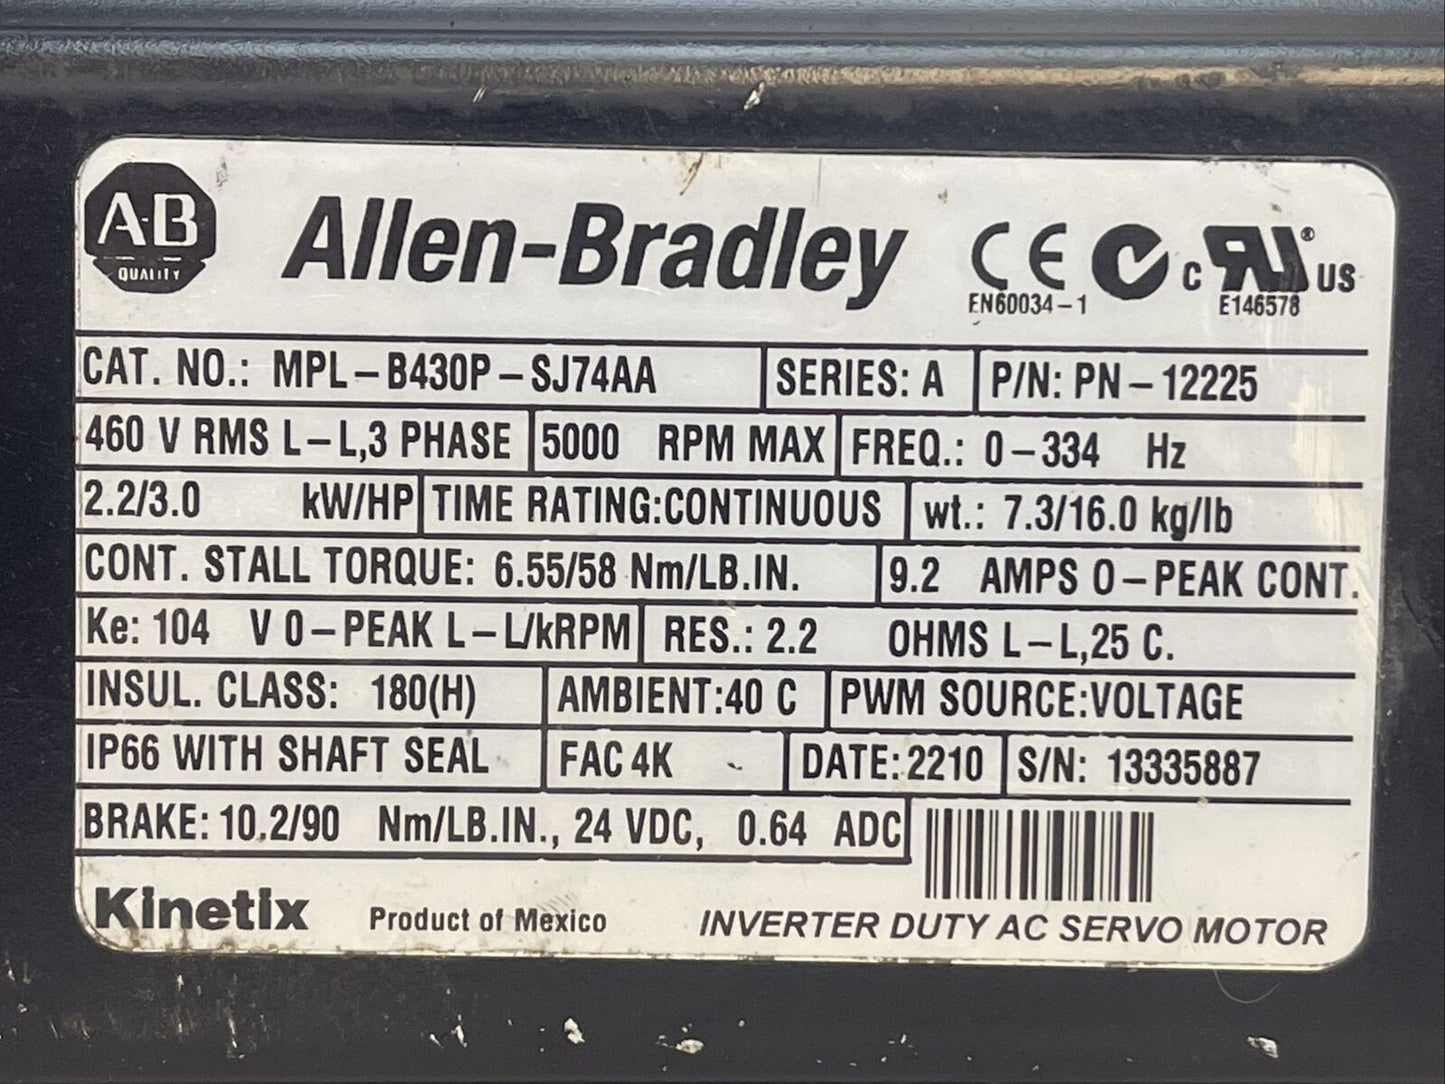 A-B
QUALITY
Allen-Bradley
CE
EN60034-1
C RU® US
E146578
CAT. NO.: MPL-B430P-SJ74AA SERIES: A P/N: PN-12225
460 V RMS L-L,3 PHASE 5000 RPM MAX FREQ.: 0-334 Hz
2.2/3.0 kW/HP TIME RATING:CONTINUOUS wt.: 7.3/16.0 kg/lb
CONT. STALL TORQUE: 6.55/58 Nm/LB.IN. 9.2 AMPS 0-PEAK CONT.
Ke: 104 V 0-PEAK L-L/kRPM RES.: 2.2 OHMS L-L,25 C.
INSUL. CLASS: 180(H) AMBIENT:40 C PWM SOURCE:VOLTAGE
IP66 WITH SHAFT SEAL FAC 4K DATE:2210 S/N: 13335887
BRAKE: 10.2/90 Nm/LB.IN., 24 VDC, 0.64 ADC
Kinetix Product of Mexico INVERTER DUTY AC SERVO MOTOR